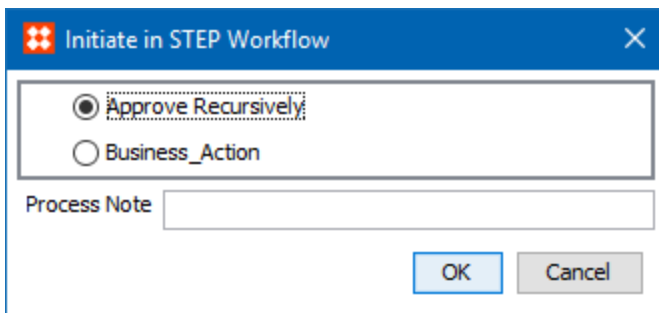 Initiate in STEP Workflow
Approve Recursively
Business_Action
Process Note
OK Cancel